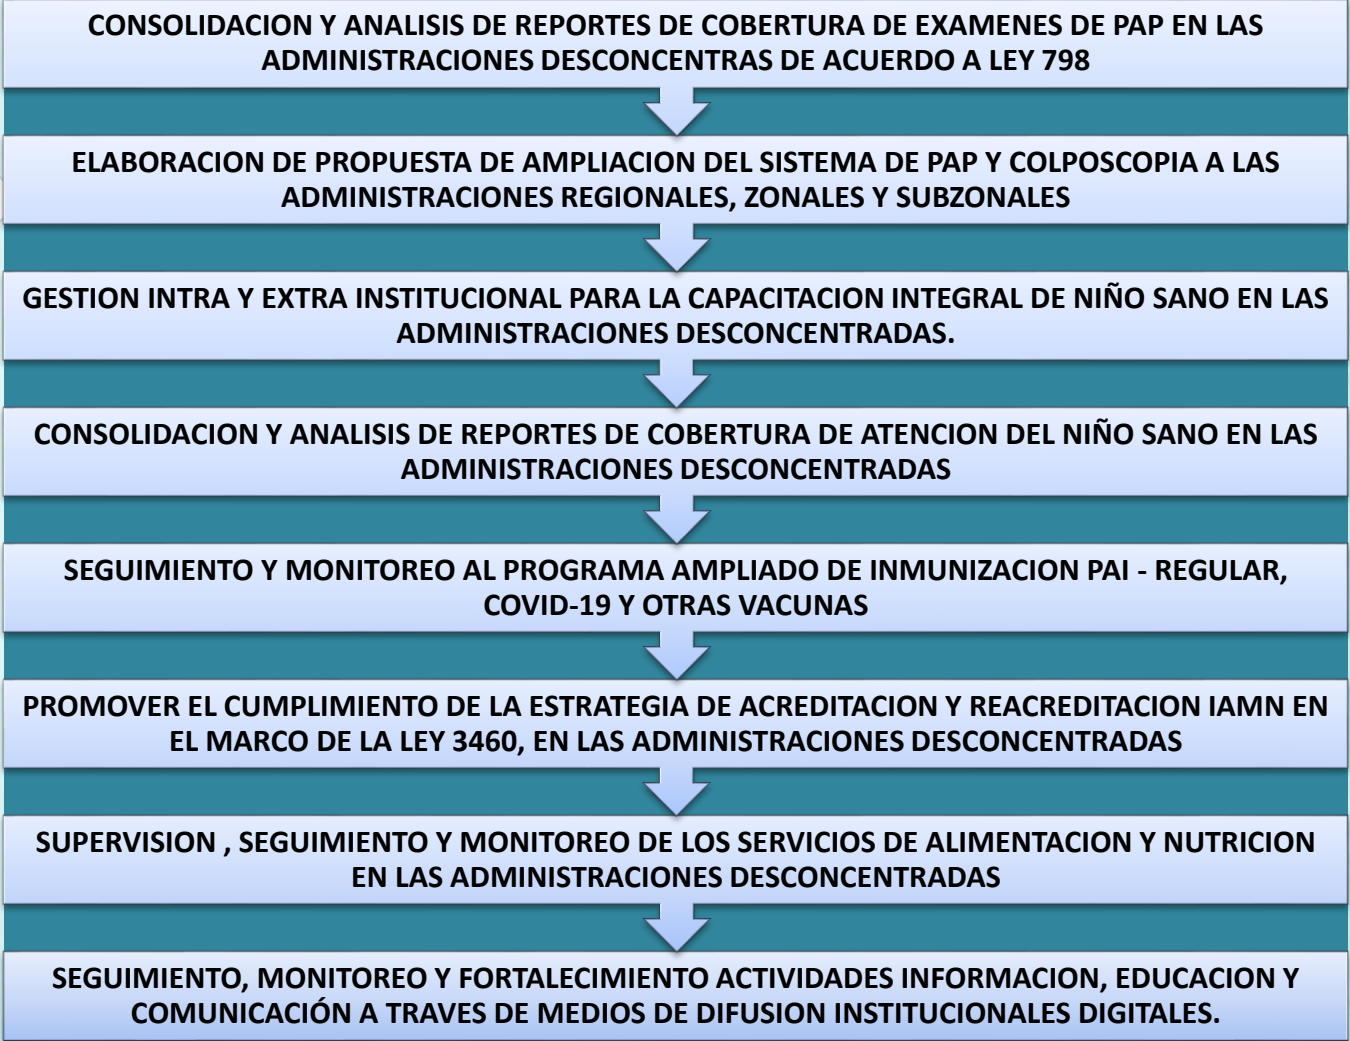 CONSOLIDACION Y ANALISIS DE REPORTES DE COBERTURA DE EXAMENES DE PAP EN LAS
ADMINISTRACIONES DESCONCENTRAS DE ACUERDO A LEY 798
ELABORACION DE PROPUESTA DE AMPLIACION DEL SISTEMA DE PAP Y COLPOSCOPIA A LAS
ADMINISTRACIONES REGIONALES, ZONALES Y SUBZONALES
GESTION INTRA Y EXTRA INSTITUCIONAL PARA LA CAPACITACION INTEGRAL DE NIÑO SANO EN LAS
ADMINISTRACIONES DESCONCENTRADAS.
CONSOLIDACION Y ANALISIS DE REPORTES DE COBERTURA DE ATENCION DEL NIÑO SANO EN LAS
ADMINISTRACIONES DESCONCENTRADAS
SEGUIMIENTO Y MONITOREO AL PROGRAMA AMPLIADO DE INMUNIZACION PAI - REGULAR,
COVID-19 Y OTRAS VACUNAS
PROMOVER EL CUMPLIMIENTO DE LA ESTRATEGIA DE ACREDITACION Y REACREDITACION IAMN EN
EL MARCO DE LA LEY 3460, EN LAS ADMINISTRACIONES DESCONCENTRADAS
SUPERVISION , SEGUIMIENTO Y MONITOREO DE LOS SERVICIOS DE ALIMENTACION Y NUTRICION
EN LAS ADMINISTRACIONES DESCONCENTRADAS
SEGUIMIENTO, MONITOREO Y FORTALECIMIENTO ACTIVIDADES INFORMACION, EDUCACION Y
COMUNICACIÓN A TRAVES DE MEDIOS DE DIFUSION INSTITUCIONALES DIGITALES.